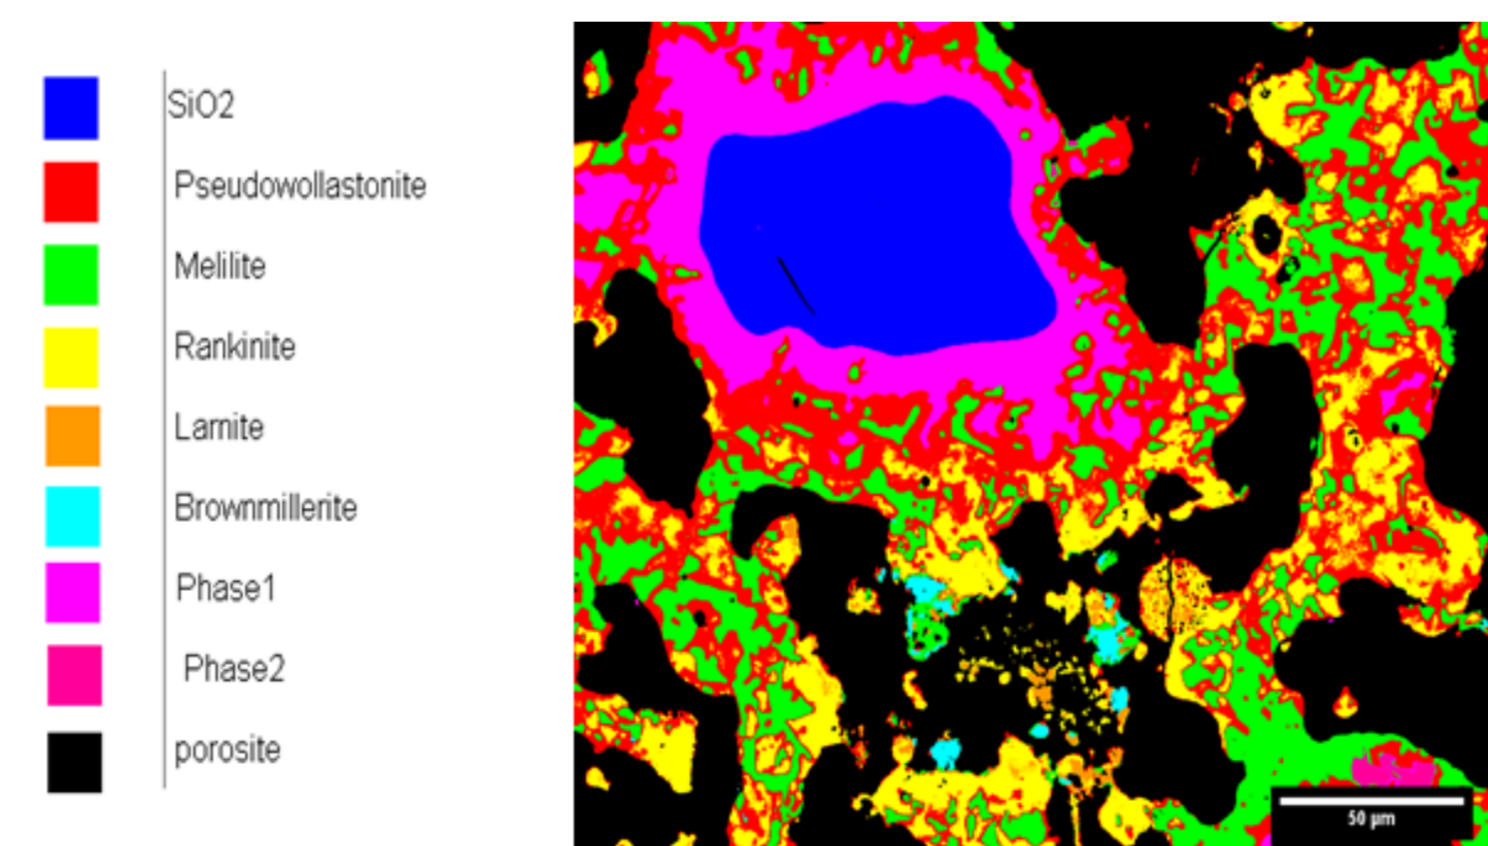 SiO2
Pseudowollastonite
Melilite
Rankinite
Larnite
Brownmillerite
Phase1
Phase2
porosite
50 µm